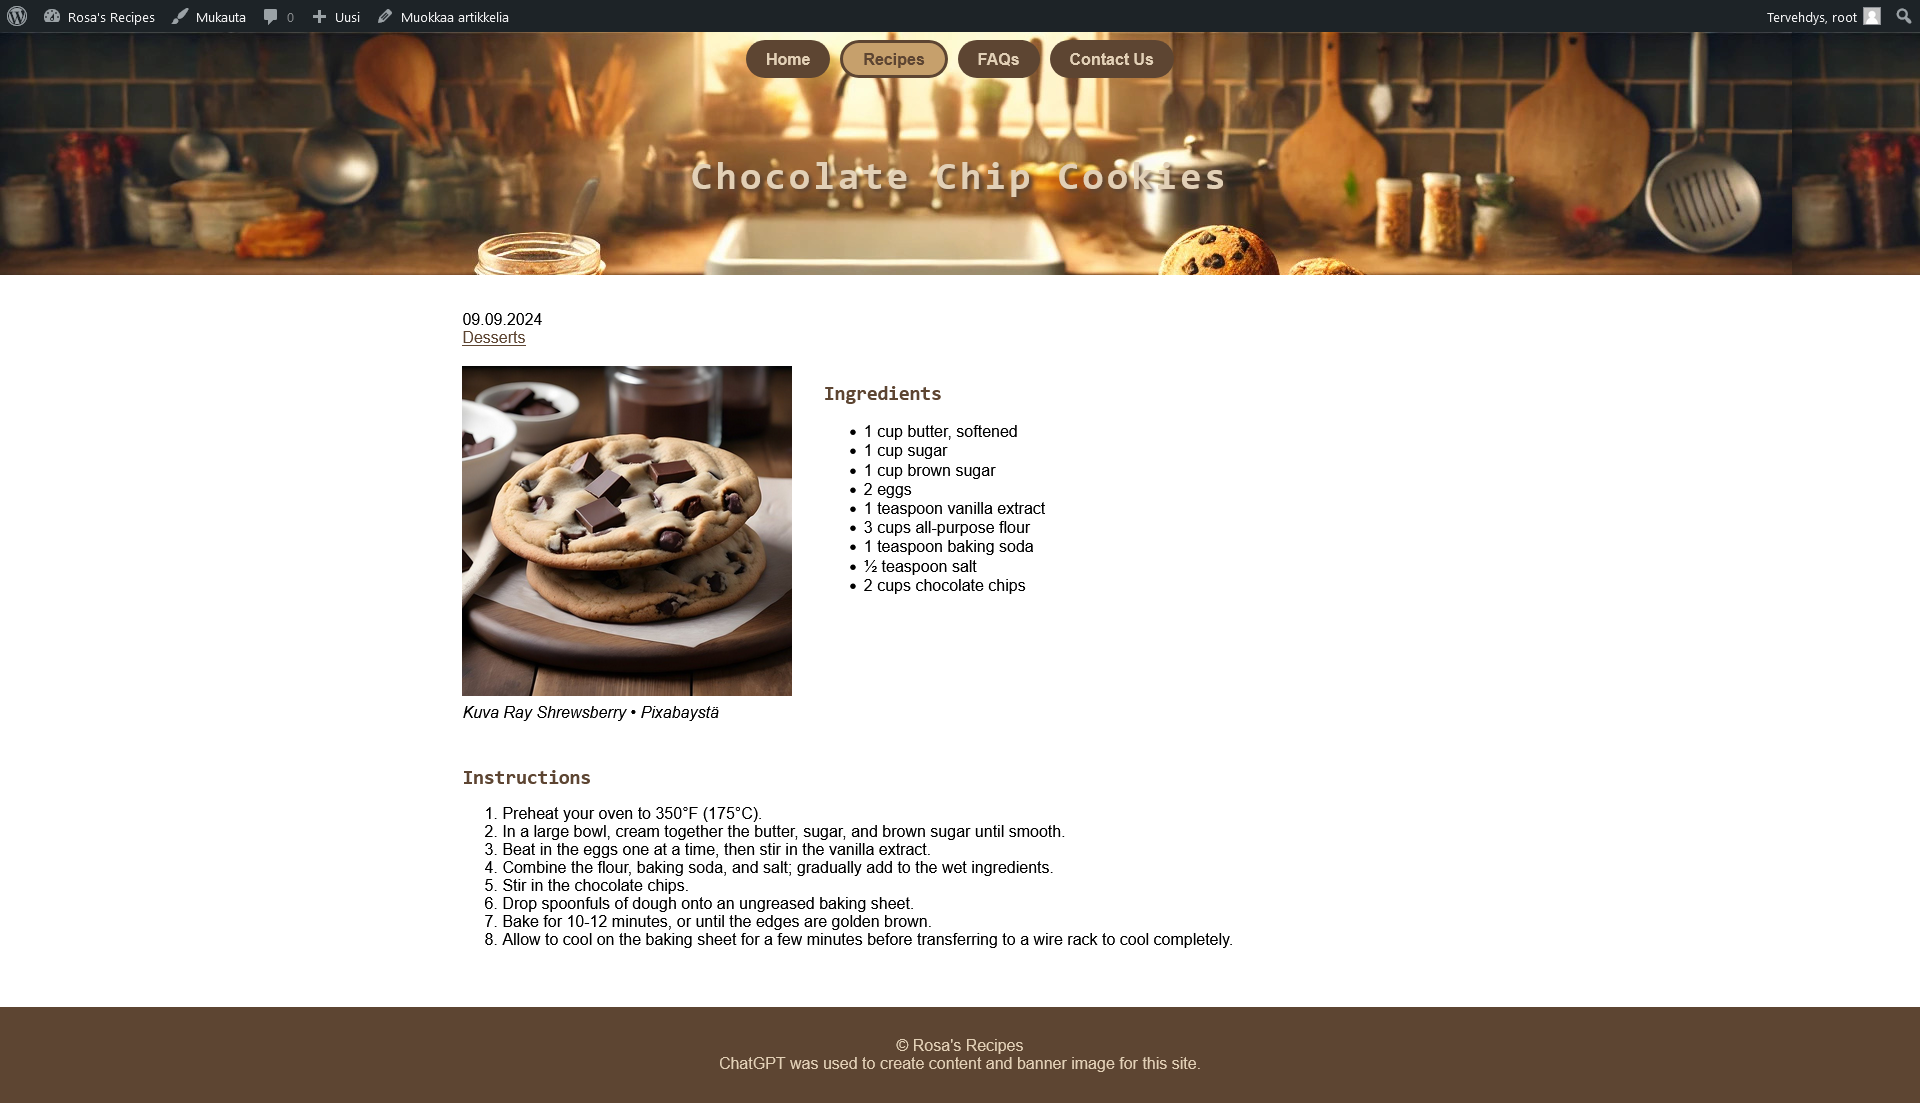 Rosa's Recipes Mukauta 0 Uusi Muokkaa artikkelia Tervehdys, root
Home Recipes FAQs Contact Us
Chocolate Chip Cookies
09.09.2024
Desserts
Ingredients
• 1 cup butter, softened
• 1 cup sugar
• 1 cup brown sugar
• 2 eggs
• 1 teaspoon vanilla extract
• 3 cups all-purpose flour
• 1 teaspoon baking soda
• ½ teaspoon salt
• 2 cups chocolate chips
Kuva Ray Shrewsberry • Pixabaystä
Instructions
1. Preheat your oven to 350°F (175°C).
2. In a large bowl, cream together the butter, sugar, and brown sugar until smooth.
3. Beat in the eggs one at a time, then stir in the vanilla extract.
4. Combine the flour, baking soda, and salt; gradually add to the wet ingredients.
5. Stir in the chocolate chips.
6. Drop spoonfuls of dough onto an ungreased baking sheet.
7. Bake for 10-12 minutes, or until the edges are golden brown.
8. Allow to cool on the baking sheet for a few minutes before transferring to a wire rack to cool completely.
© Rosa's Recipes
ChatGPT was used to create content and banner image for this site.